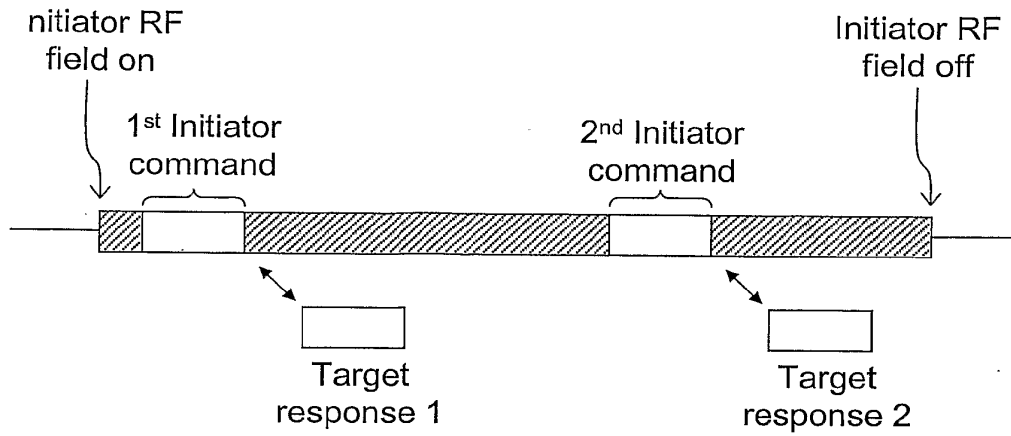 nitiator RF
field on
Initiator RF
field off
1st Initiator
command
2nd Initiator
command
Target
response 1
Target
response 2